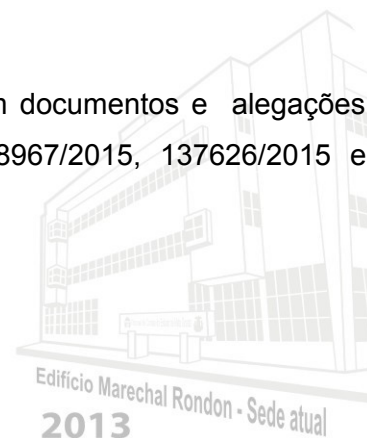 documentos e alegações
8967/2015, 137626/2015 e
Edifício Marechal Rondon - Sede atual
2013